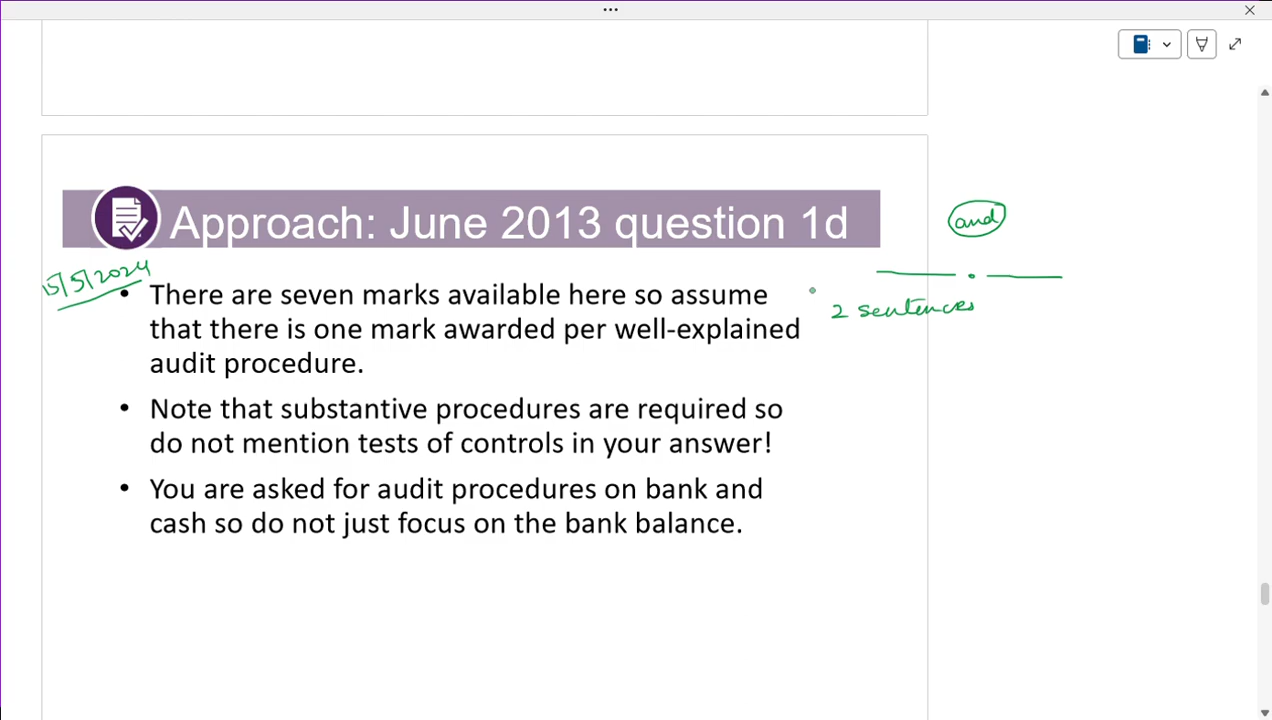 Approach: June 2013 question 1d
and
15/5/2024
• There are seven marks available here so assume
that there is one mark awarded per well-explained
audit procedure.
2 sentences
• Note that substantive procedures are required so
do not mention tests of controls in your answer!
• You are asked for audit procedures on bank and
cash so do not just focus on the bank balance.